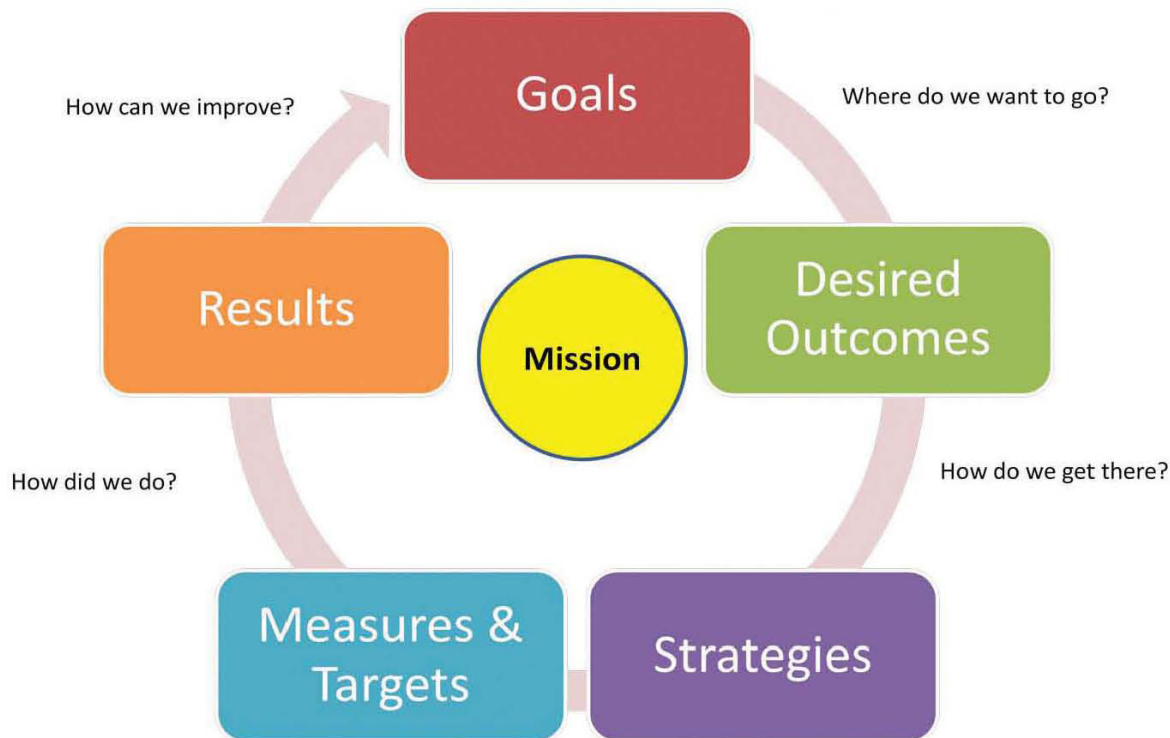 Goals
How can we improve?
Where do we want to go?
Results
Desired
Outcomes
Mission
How did we do?
How do we get there?
Measures &
Targets
Strategies